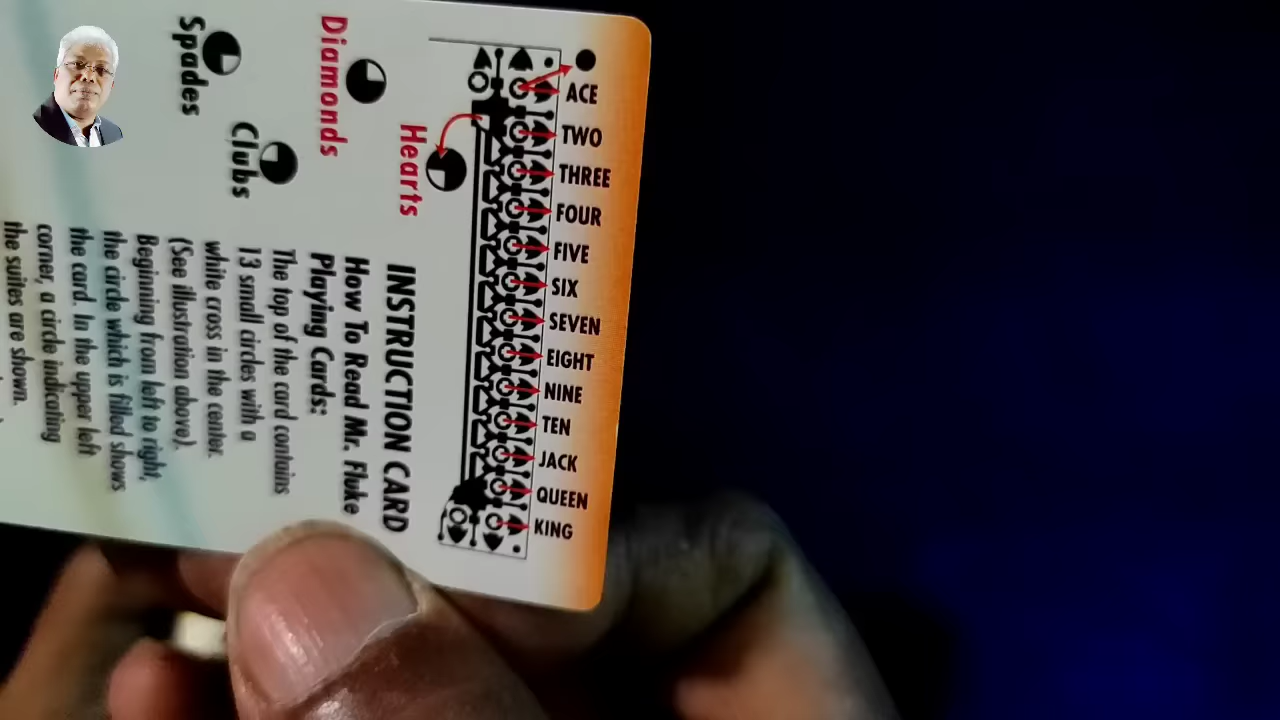 ACE
TWO
THREE
FOUR
FIVE
SIX
SEVEN
EIGHT
NINE
TEN
JACK
QUEEN
KING
Hearts
Diamonds
Clubs
Spades
INSTRUCTION CARD
How To Read Mr. Fluke
Playing Cards:
The top of the card contains
13 small circles with a
white cross in the center.
(See illustration above).
Beginning from left to right,
the circle which is filled shows
the card. In the upper left
corner, a circle indicating
the suites are shown.